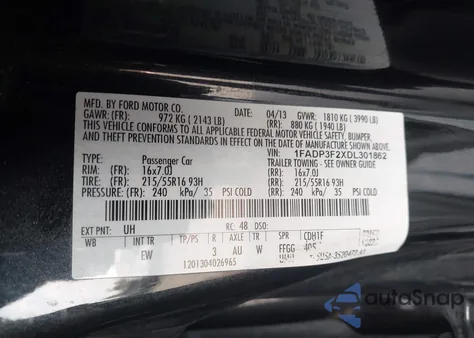 MFD. BY FORD MOTOR CO.
DATE: 04/13 GVWR: 1810 KG ( 3990 LB)
GAWR: (FR): 972 KG ( 2143 LB) (RR): 880 KG ( 1940 LB)
THIS VEHICLE CONFORMS TO ALL APPLICABLE FEDERAL MOTOR VEHICLE SAFETY, BUMPER,
AND THEFT PREVENTION STANDARDS IN EFFECT ON THE DATE OF MANUFACTURE SHOWN ABOVE.
VIN: 1FADP3F2XDL301862
TYPE: Passenger Car TRAILER TOWING - SEE OWNER GUIDE
RIM: (FR): 16x7.0J (RR): 16x7.0J
TIRE: (FR): 215/55R16 93H (RR): 215/55R16 93H
PRESSURE: (FR): 240 kPa/ 35 PSI COLD (RR): 240 kPa/ 35 PSI COLD
EXT PNT: UH RC: 48 DSO:
WB INT TR TP/PS R AXLE TR SPR CDH1F
EW 3 AU W FFGG
1201304026965
autoSnap